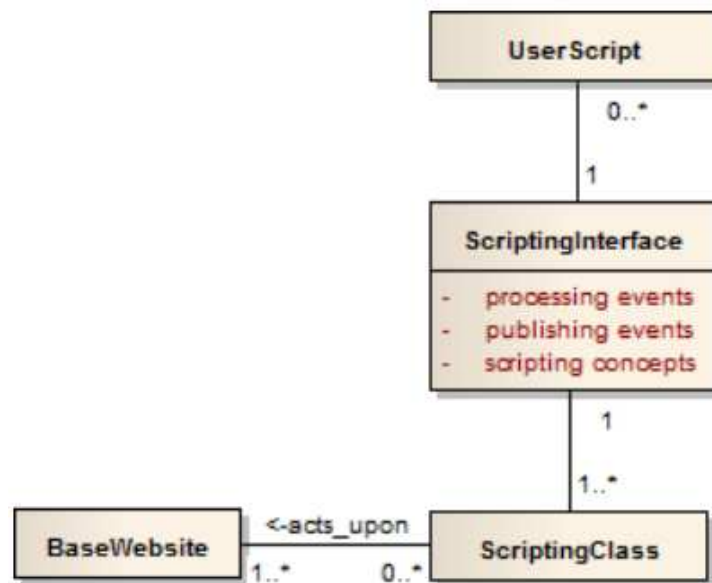 UserScript
0..*
1
ScriptingInterface
- processing events
- publishing events
- scripting concepts
1
1..*
<-acts_upon
BaseWebsite
ScriptingClass
1..*
0..*